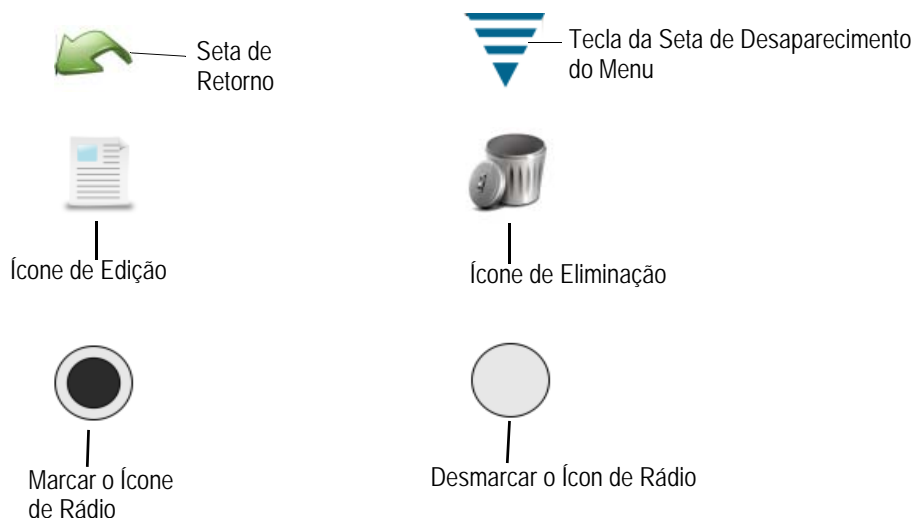 Seta de
Retorno
Tecla da Seta de Desaparecimento
do Menu
Ícone de Edição
Ícone de Eliminação
Marcar o Ícone
de Rádio
Desmarcar o Ícon de Rádio